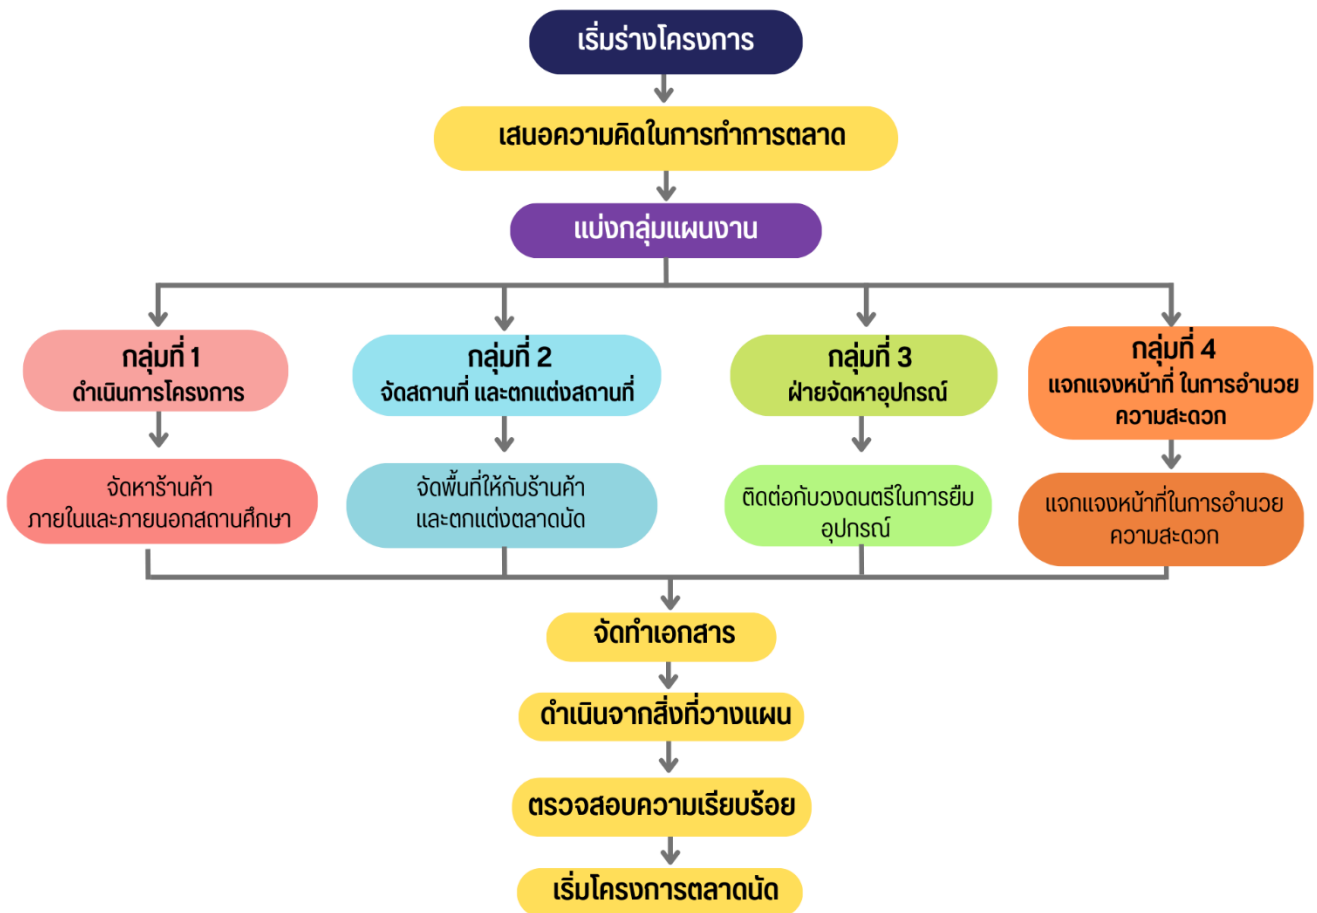 เริ่มร่างโครงการ
เสนอความคิดในการทำการตลาด
แบ่งกลุ่มแผนงาน
กลุ่มที่ 1
ดำเนินการโครงการ
กลุ่มที่ 2
จัดสถานที่ และตกแต่งสถานที่
กลุ่มที่ 3
ฝ่ายจัดหาอุปกรณ์
กลุ่มที่ 4
แจกแจงหน้าที่ ในการอำนวย
ความสะดวก
จัดหาร้านค้า
ภายในและภายนอกสถานศึกษา
จัดพื้นที่ให้กับร้านค้า
และตกแต่งตลาดนัด
ติดต่อกับวงดนตรีในการยืม
อุปกรณ์
แจกแจงหน้าที่ในการอำนวย
ความสะดวก
จัดทำเอกสาร
ดำเนินจากสิ่งที่วางแผน
ตรวจสอบความเรียบร้อย
เริ่มโครงการตลาดนัด